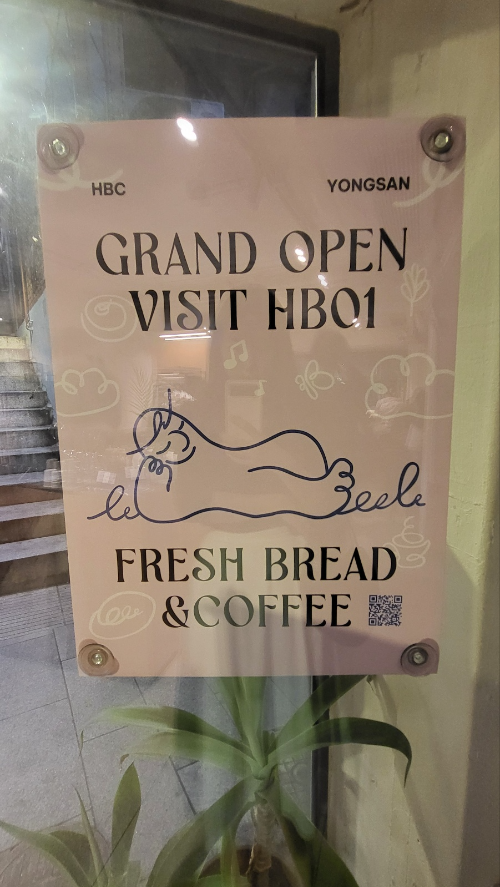 HBC YONGSAN
GRAND OPEN
VISIT HBO1
FRESH BREAD
&COFFEE